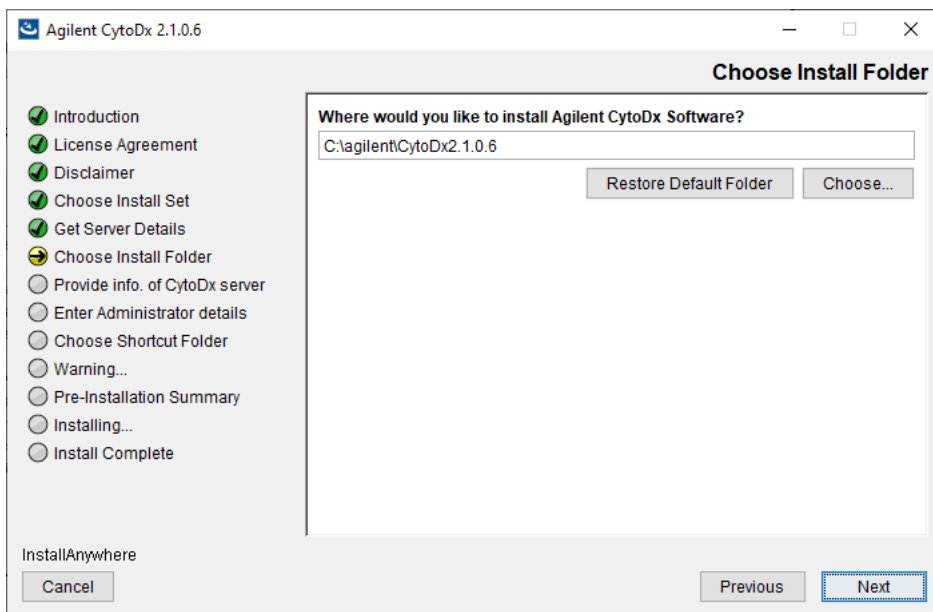 Agilent CytoDx 2.1.0.6
Choose Install Folder
Introduction
License Agreement
Disclaimer
Choose Install Set
Get Server Details
Choose Install Folder
Provide info. of CytoDx server
Enter Administrator details
Choose Shortcut Folder
Warning...
Pre-Installation Summary
Installing...
Install Complete
Where would you like to install Agilent CytoDx Software?
C:\agilent\CytoDx2.1.0.6
Restore Default Folder
Choose...
InstallAnywhere
Cancel
Previous
Next